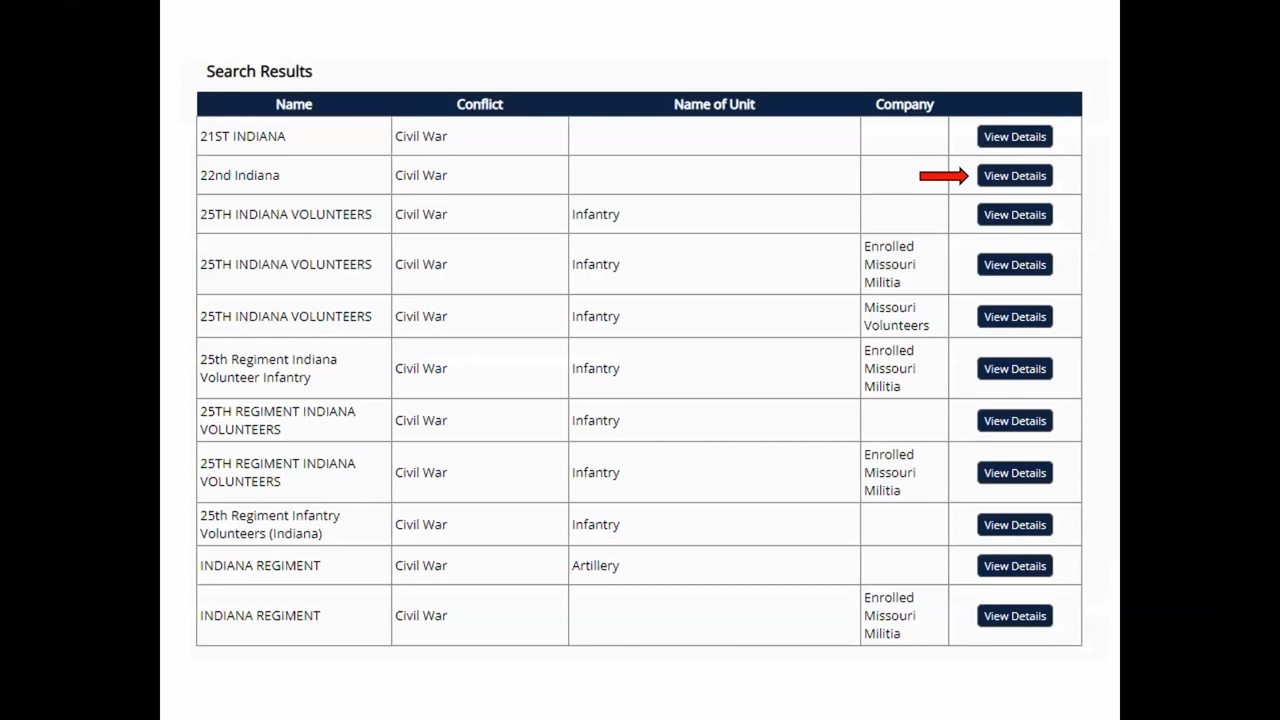 Search Results
Name Conflict Name of Unit Company
21ST INDIANA Civil War View Details
22nd Indiana Civil War View Details
25TH INDIANA VOLUNTEERS Civil War Infantry View Details
25TH INDIANA VOLUNTEERS Civil War Infantry Enrolled
Missouri
Militia View Details
25TH INDIANA VOLUNTEERS Civil War Infantry Missouri
Volunteers View Details
25th Regiment Indiana
Volunteer Infantry Civil War Infantry Enrolled
Missouri
Militia View Details
25TH REGIMENT INDIANA
VOLUNTEERS Civil War Infantry View Details
25TH REGIMENT INDIANA
VOLUNTEERS Civil War Infantry Enrolled
Missouri
Militia View Details
25th Regiment Infantry
Volunteers (Indiana) Civil War Infantry View Details
INDIANA REGIMENT Civil War Artillery View Details
INDIANA REGIMENT Civil War Enrolled
Missouri
Militia View Details